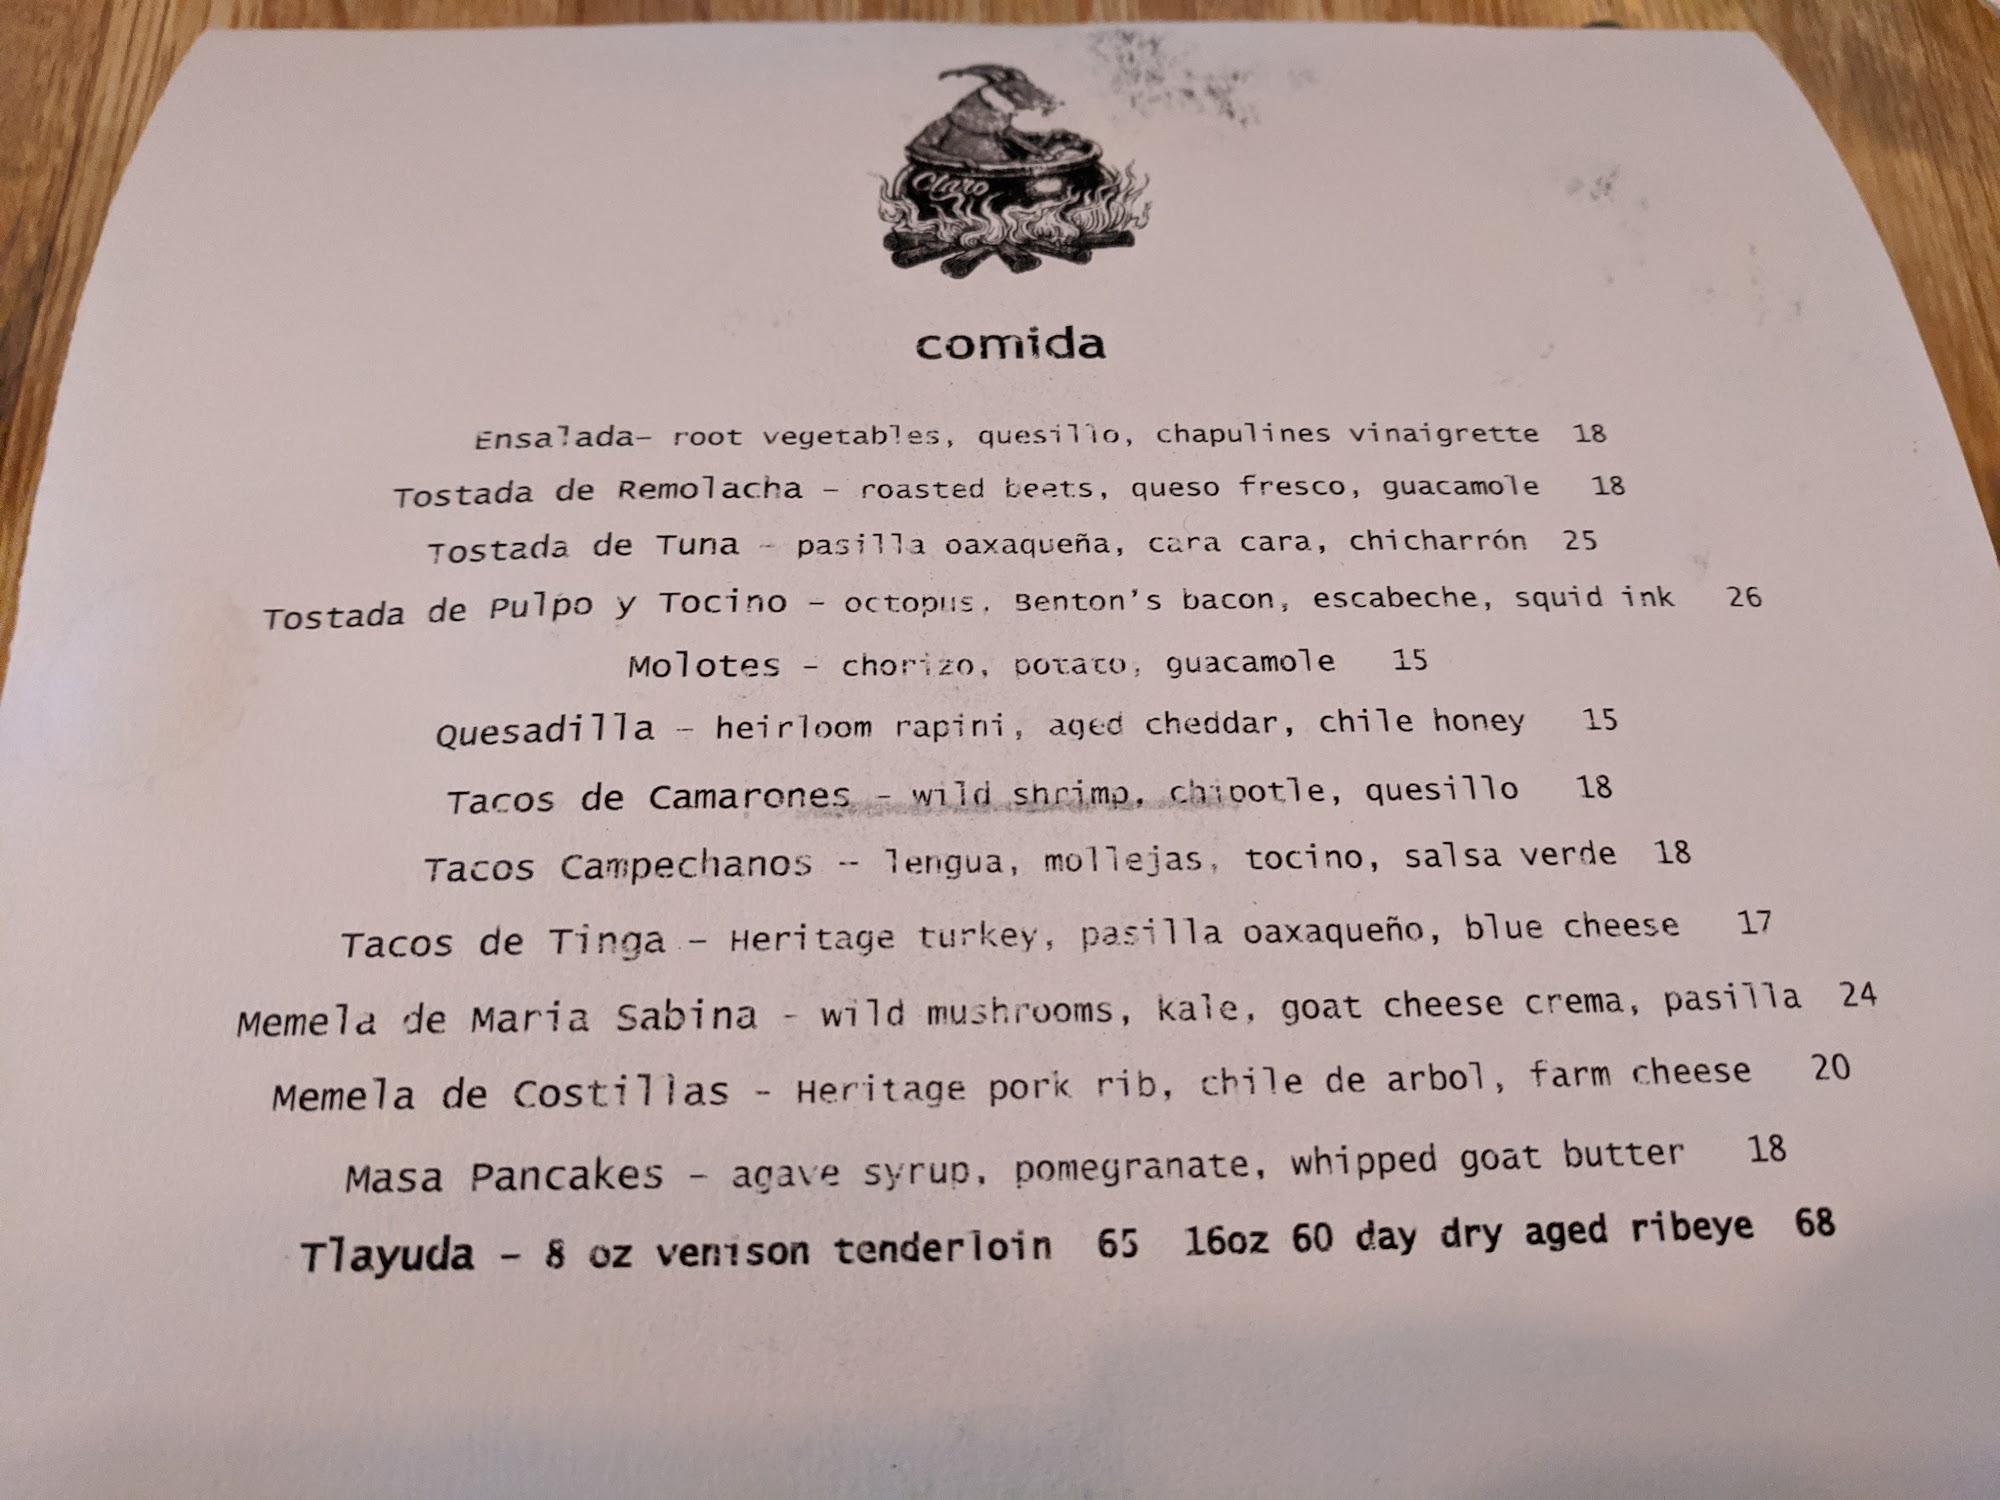 Claro
comida
Ensalada– root vegetables, quesillo, chapulines vinaigrette 18
Tostada de Remolacha – roasted beets, queso fresco, guacamole 18
Tostada de Tuna – pasilla oaxaqueña, cara cara, chicharrón 25
Tostada de Pulpo y Tocino – octopus, Benton's bacon, escabeche, squid ink 26
Molotes – chorizo, potato, guacamole 15
Quesadilla – heirloom rapini, aged cheddar, chile honey 15
Tacos de Camarones – wild shrimp, chipotle, quesillo 18
Tacos Campechanos -- lengua, mollejas, tocino, salsa verde 18
Tacos de Tinga – Heritage turkey, pasilla oaxaqueño, blue cheese 17
Memela de Maria Sabina - wild mushrooms, kale, goat cheese crema, pasilla 24
Memela de Costillas - Heritage pork rib, chile de arbol, farm cheese 20
Masa Pancakes – agave syrup, pomegranate, whipped goat butter 18
Tlayuda – 8 oz venison tenderloin 65 16oz 60 day dry aged ribeye 68